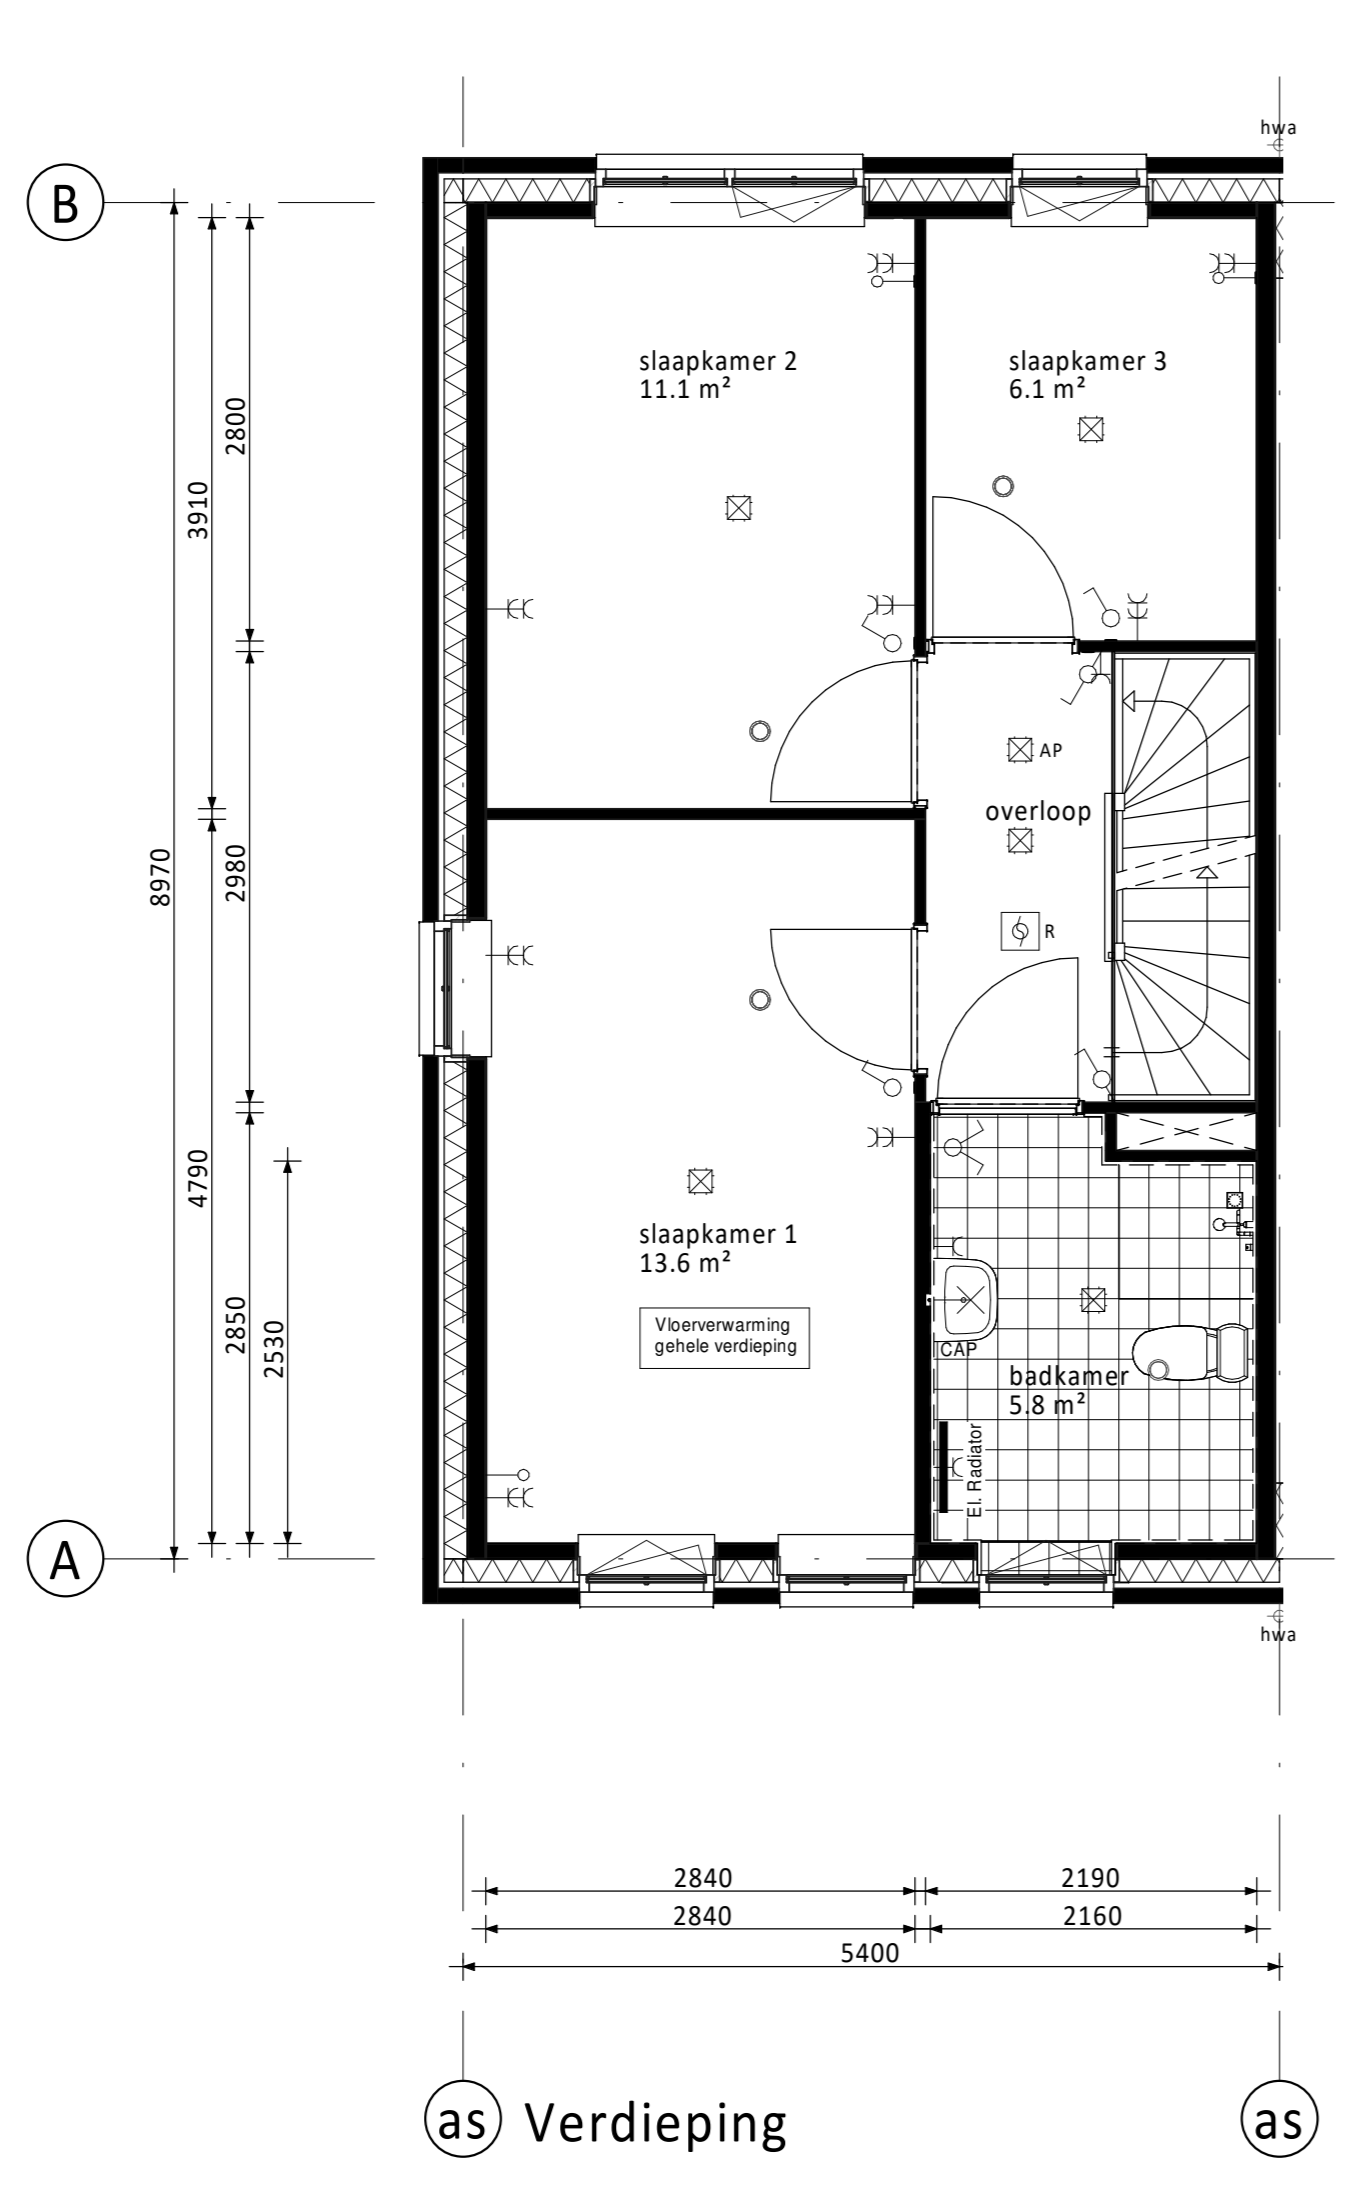 hwa
B
slaapkamer 2
11.1 m²
slaapkamer 3
6.1 m²
2800
3910
AP
overloop
8970
2980
R
4790
slaapkamer 1
13.6 m²
2850
2530
Vloerverwarming
gehele verdieping
CAP
badkamer
5.8 m²
El. Radiator
A
hwa
2840
2190
2840
2160
5400
as
Verdieping
as